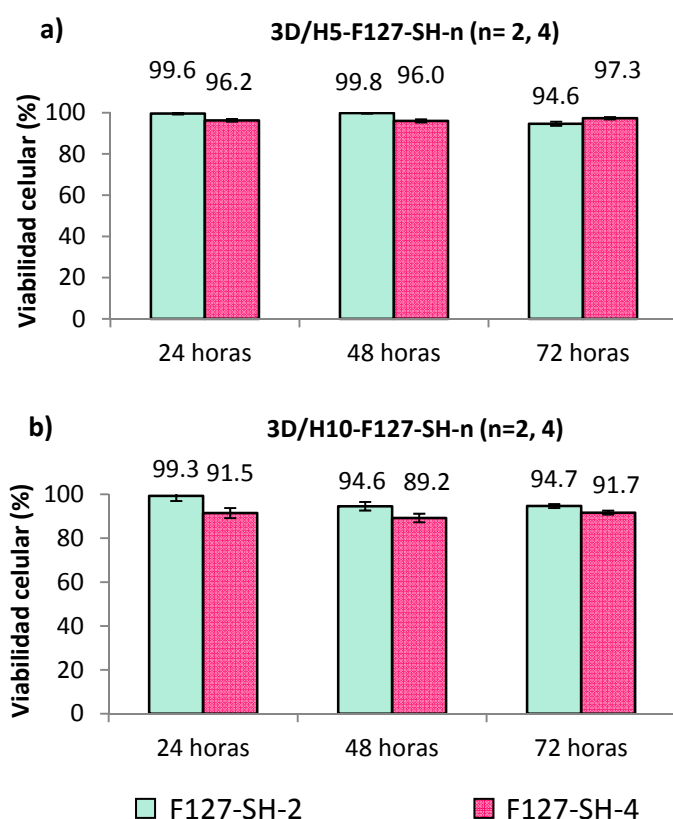 a)
3D/H5-F127-SH-n (n= 2, 4)
99.6 96.2 99.8 96.0 94.6 97.3
Viabilidad celular (%)
100
80
60
40
20
0
24 horas 48 horas 72 horas
b)
3D/H10-F127-SH-n (n=2, 4)
99.3 91.5 94.6 89.2 94.7 91.7
Viabilidad celular (%)
100
80
60
40
20
0
24 horas 48 horas 72 horas
F127-SH-2 F127-SH-4